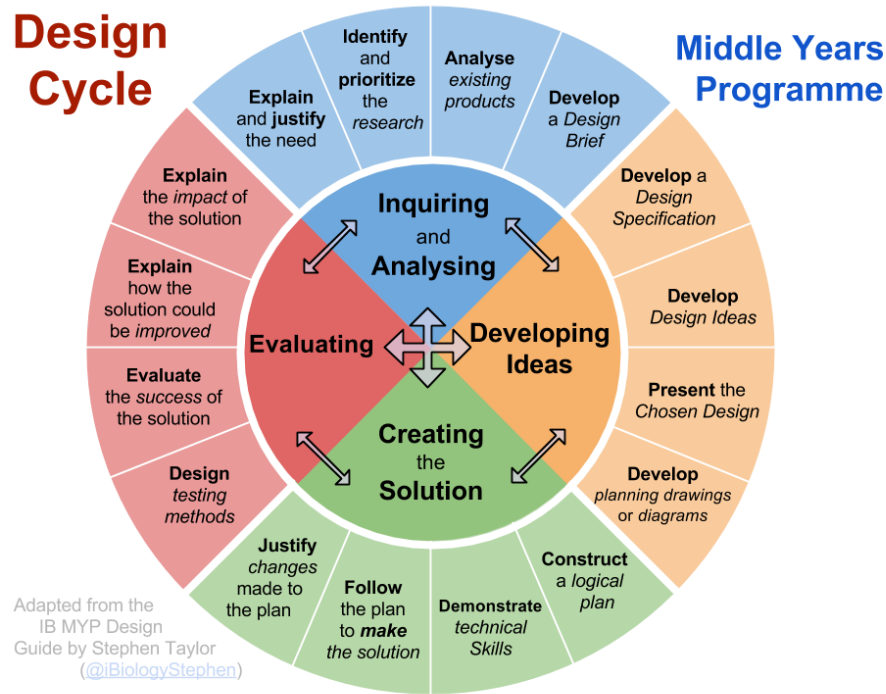 Design
Cycle
Middle Years
Programme
Explain
and justify
the need
Identify
and
prioritize
the
research
Analyse
existing
products
Develop
a Design
Brief
Develop a
Design
Specification
Develop
Design Ideas
Present the
Chosen Design
Develop
planning drawings
or diagrams
Construct
a logical
plan
Demonstrate
technical
Skills
Follow
the plan
to make
the solution
Justify
changes
made to
the plan
Design
testing
methods
Evaluate
the success of
the solution
Explain
how the
solution could
be improved
Explain
the impact of
the solution
Inquiring
and
Analysing
Developing
Ideas
Creating
the
Solution
Evaluating
Adapted from the
IB MYP Design
Guide by Stephen Taylor
(@iBiologyStephen)